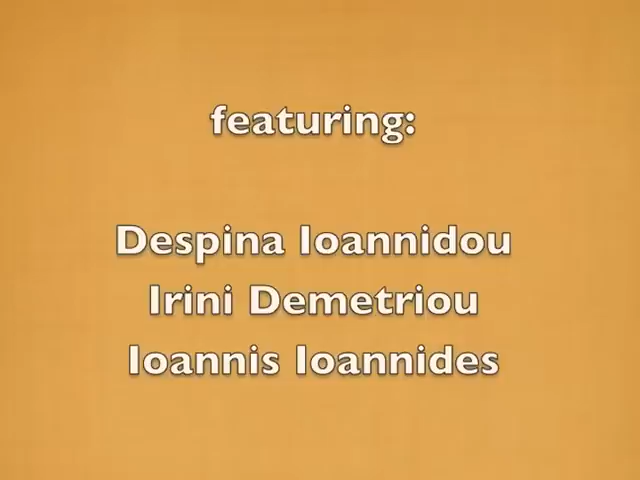 featuring:
Despina Ioannidou
Irini Demetriou
Ioannis Ioannides